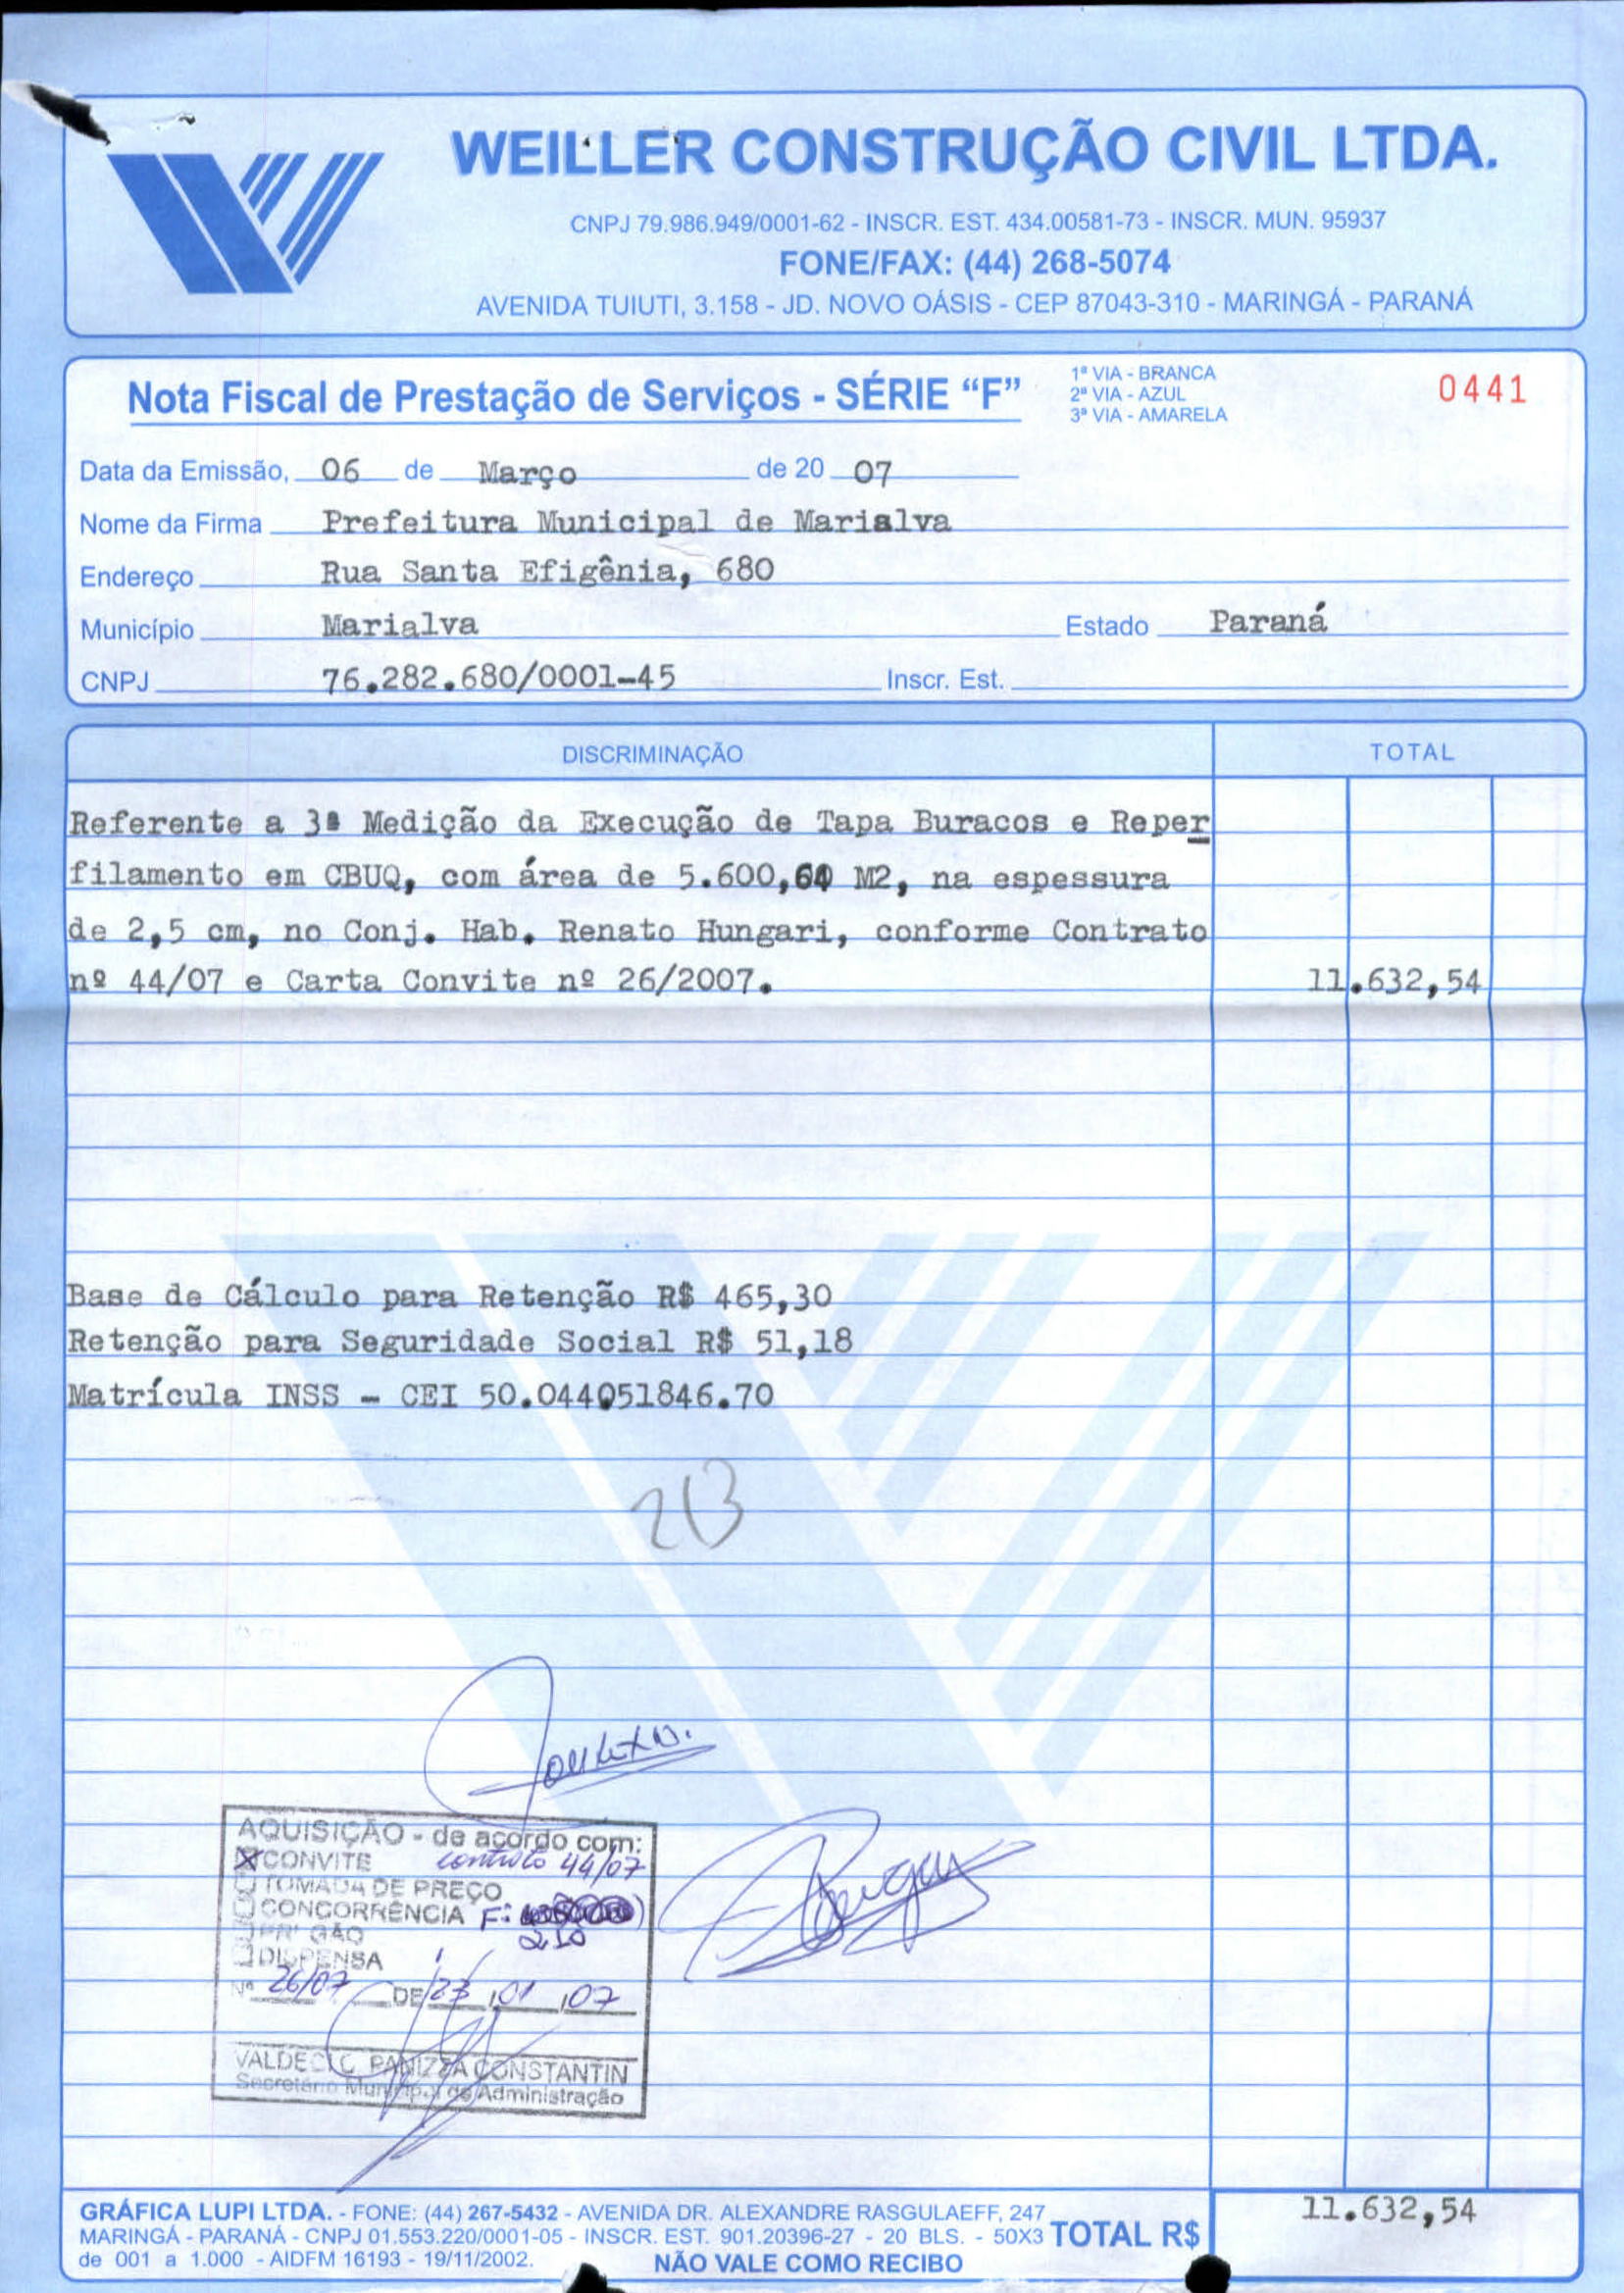 WEILLER CONSTRUÇÃO CIVIL LTDA.
CNPJ 79.986.949/0001-62 - INSCR. EST. 434.00581-73 - INSCR. MUN. 95937
FONE/FAX: (44) 268-5074
AVENIDA TUIUTI, 3.158 - JD. NOVO OÁSIS - CEP 87043-310 - MARINGÁ - PARANÁ
Nota Fiscal de Prestação de Serviços - SÉRIE “F”
1ª VIA - BRANCA
2ª VIA - AZUL
3ª VIA - AMARELA
0441
Data da Emissão, 06 de Março de 20 07
Nome da Firma Prefeitura Municipal de Marialva
Endereço Rua Santa Efigênia, 680
Município Marialva Estado Paraná
CNPJ 76.282.680/0001-45 Inscr. Est.
DISCRIMINAÇÃO TOTAL
Referente a 3ª Medição da Execução de Tapa Buracos e Reper
filamento em CBUQ, com área de 5.600, M2, na espessura
de 2,5 cm, no Conj. Hab. Renato Hungari, conforme Contrato
nº 44/07 e Carta Convite nº 26/2007. 11.632,54
Base de Cálculo para Retenção R$ 465,30
Retenção para Seguridade Social R$ 51,18
Matrícula INSS - CEI 50.044051846.70
213
AQUISIÇÃO - de acordo com:
CONVITE contrato 44/07
TOMADA DE PREÇO
CONCORRÊNCIA F:
PREGÃO 210
DISPENSA
Nº 26/07 DE 23 / 01 / 07
VALDECI C. PANIZZA CONSTANTIN
Secretário Municipal de Administração
GRÁFICA LUPI LTDA. - FONE: (44) 267-5432 - AVENIDA DR. ALEXANDRE RASGULAEFF, 247
MARINGÁ - PARANÁ - CNPJ 01.553.220/0001-05 - INSCR. EST. 901.20396-27 - 20 BLS. - 50X3
de 001 a 1.000 - AIDFM 16193 - 19/11/2002. NÃO VALE COMO RECIBO
TOTAL R$ 11.632,54